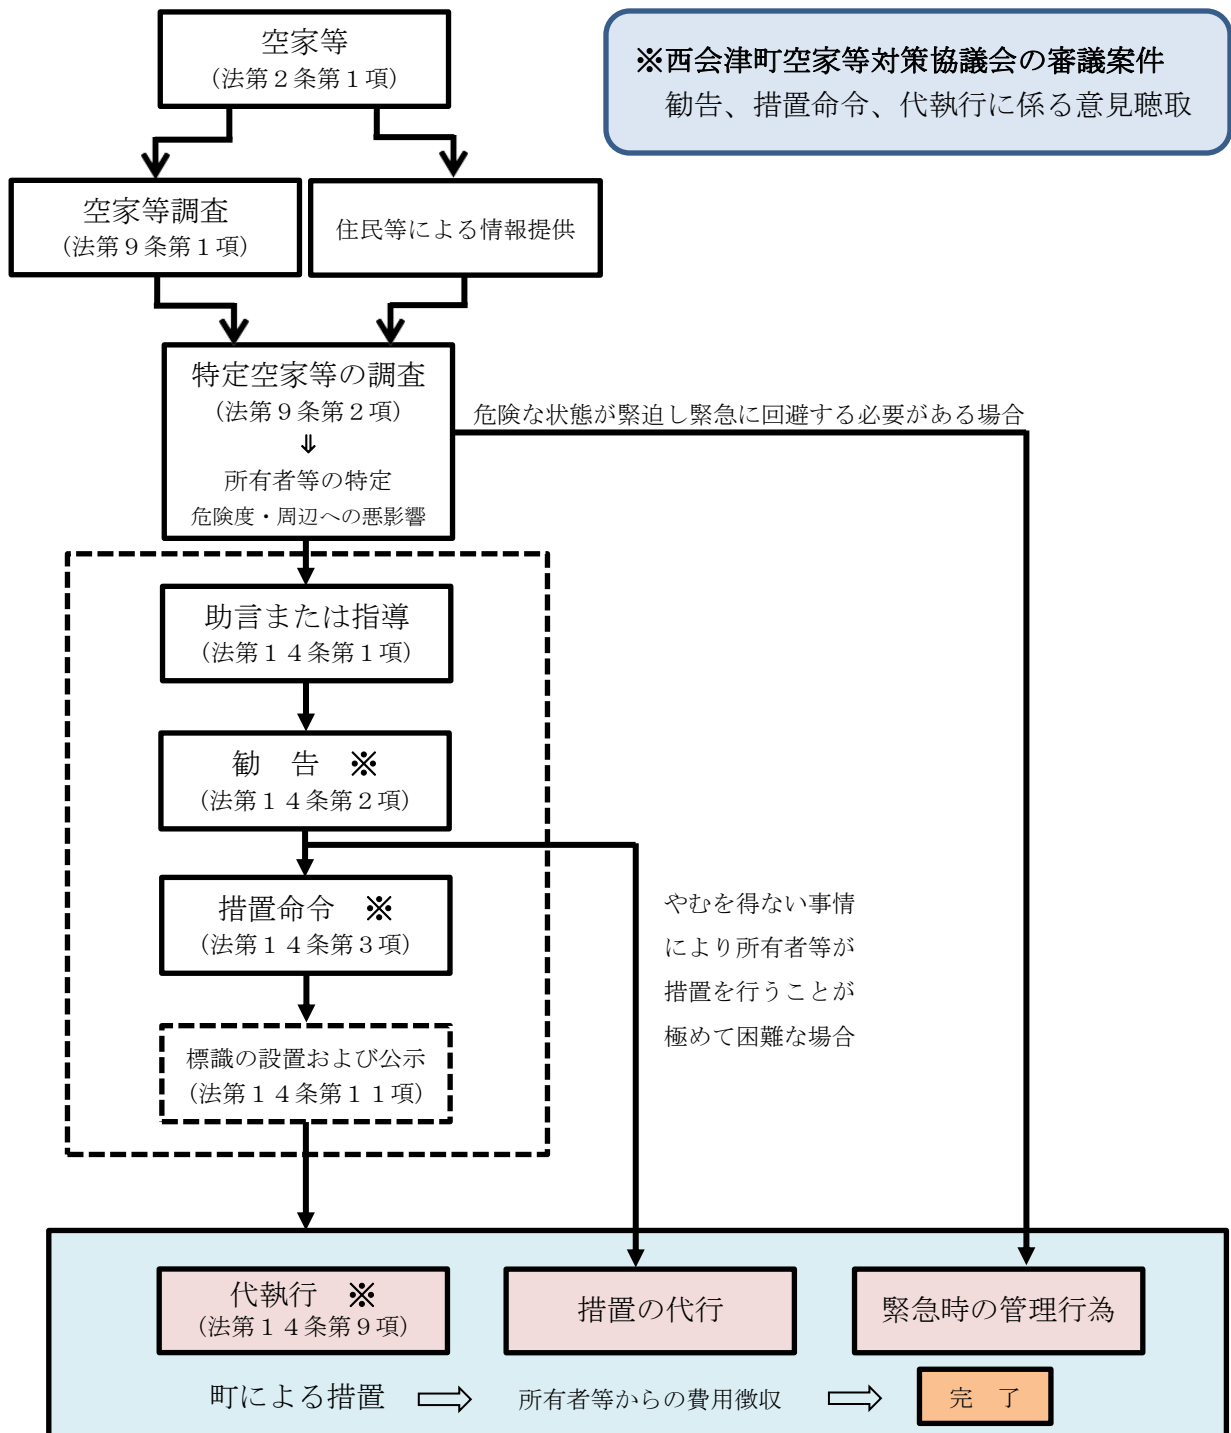 空家等
(法第２条第１項)
※西会津町空家等対策協議会の審議案件
勧告、措置命令、代執行に係る意見聴取
空家等調査
(法第９条第１項)
住民等による情報提供
特定空家等の調査
(法第９条第２項)
⇓
所有者等の特定
危険度・周辺への悪影響
危険な状態が緊迫し緊急に回避する必要がある場合
助言または指導
(法第１４条第１項)
勧　告　※
(法第１４条第２項)
措置命令　※
(法第１４条第３項)
やむを得ない事情
により所有者等が
措置を行うことが
極めて困難な場合
標識の設置および公示
(法第１４条第１１項)
代執行　※
(法第１４条第９項)
措置の代行
緊急時の管理行為
町による措置
所有者等からの費用徴収
完　了